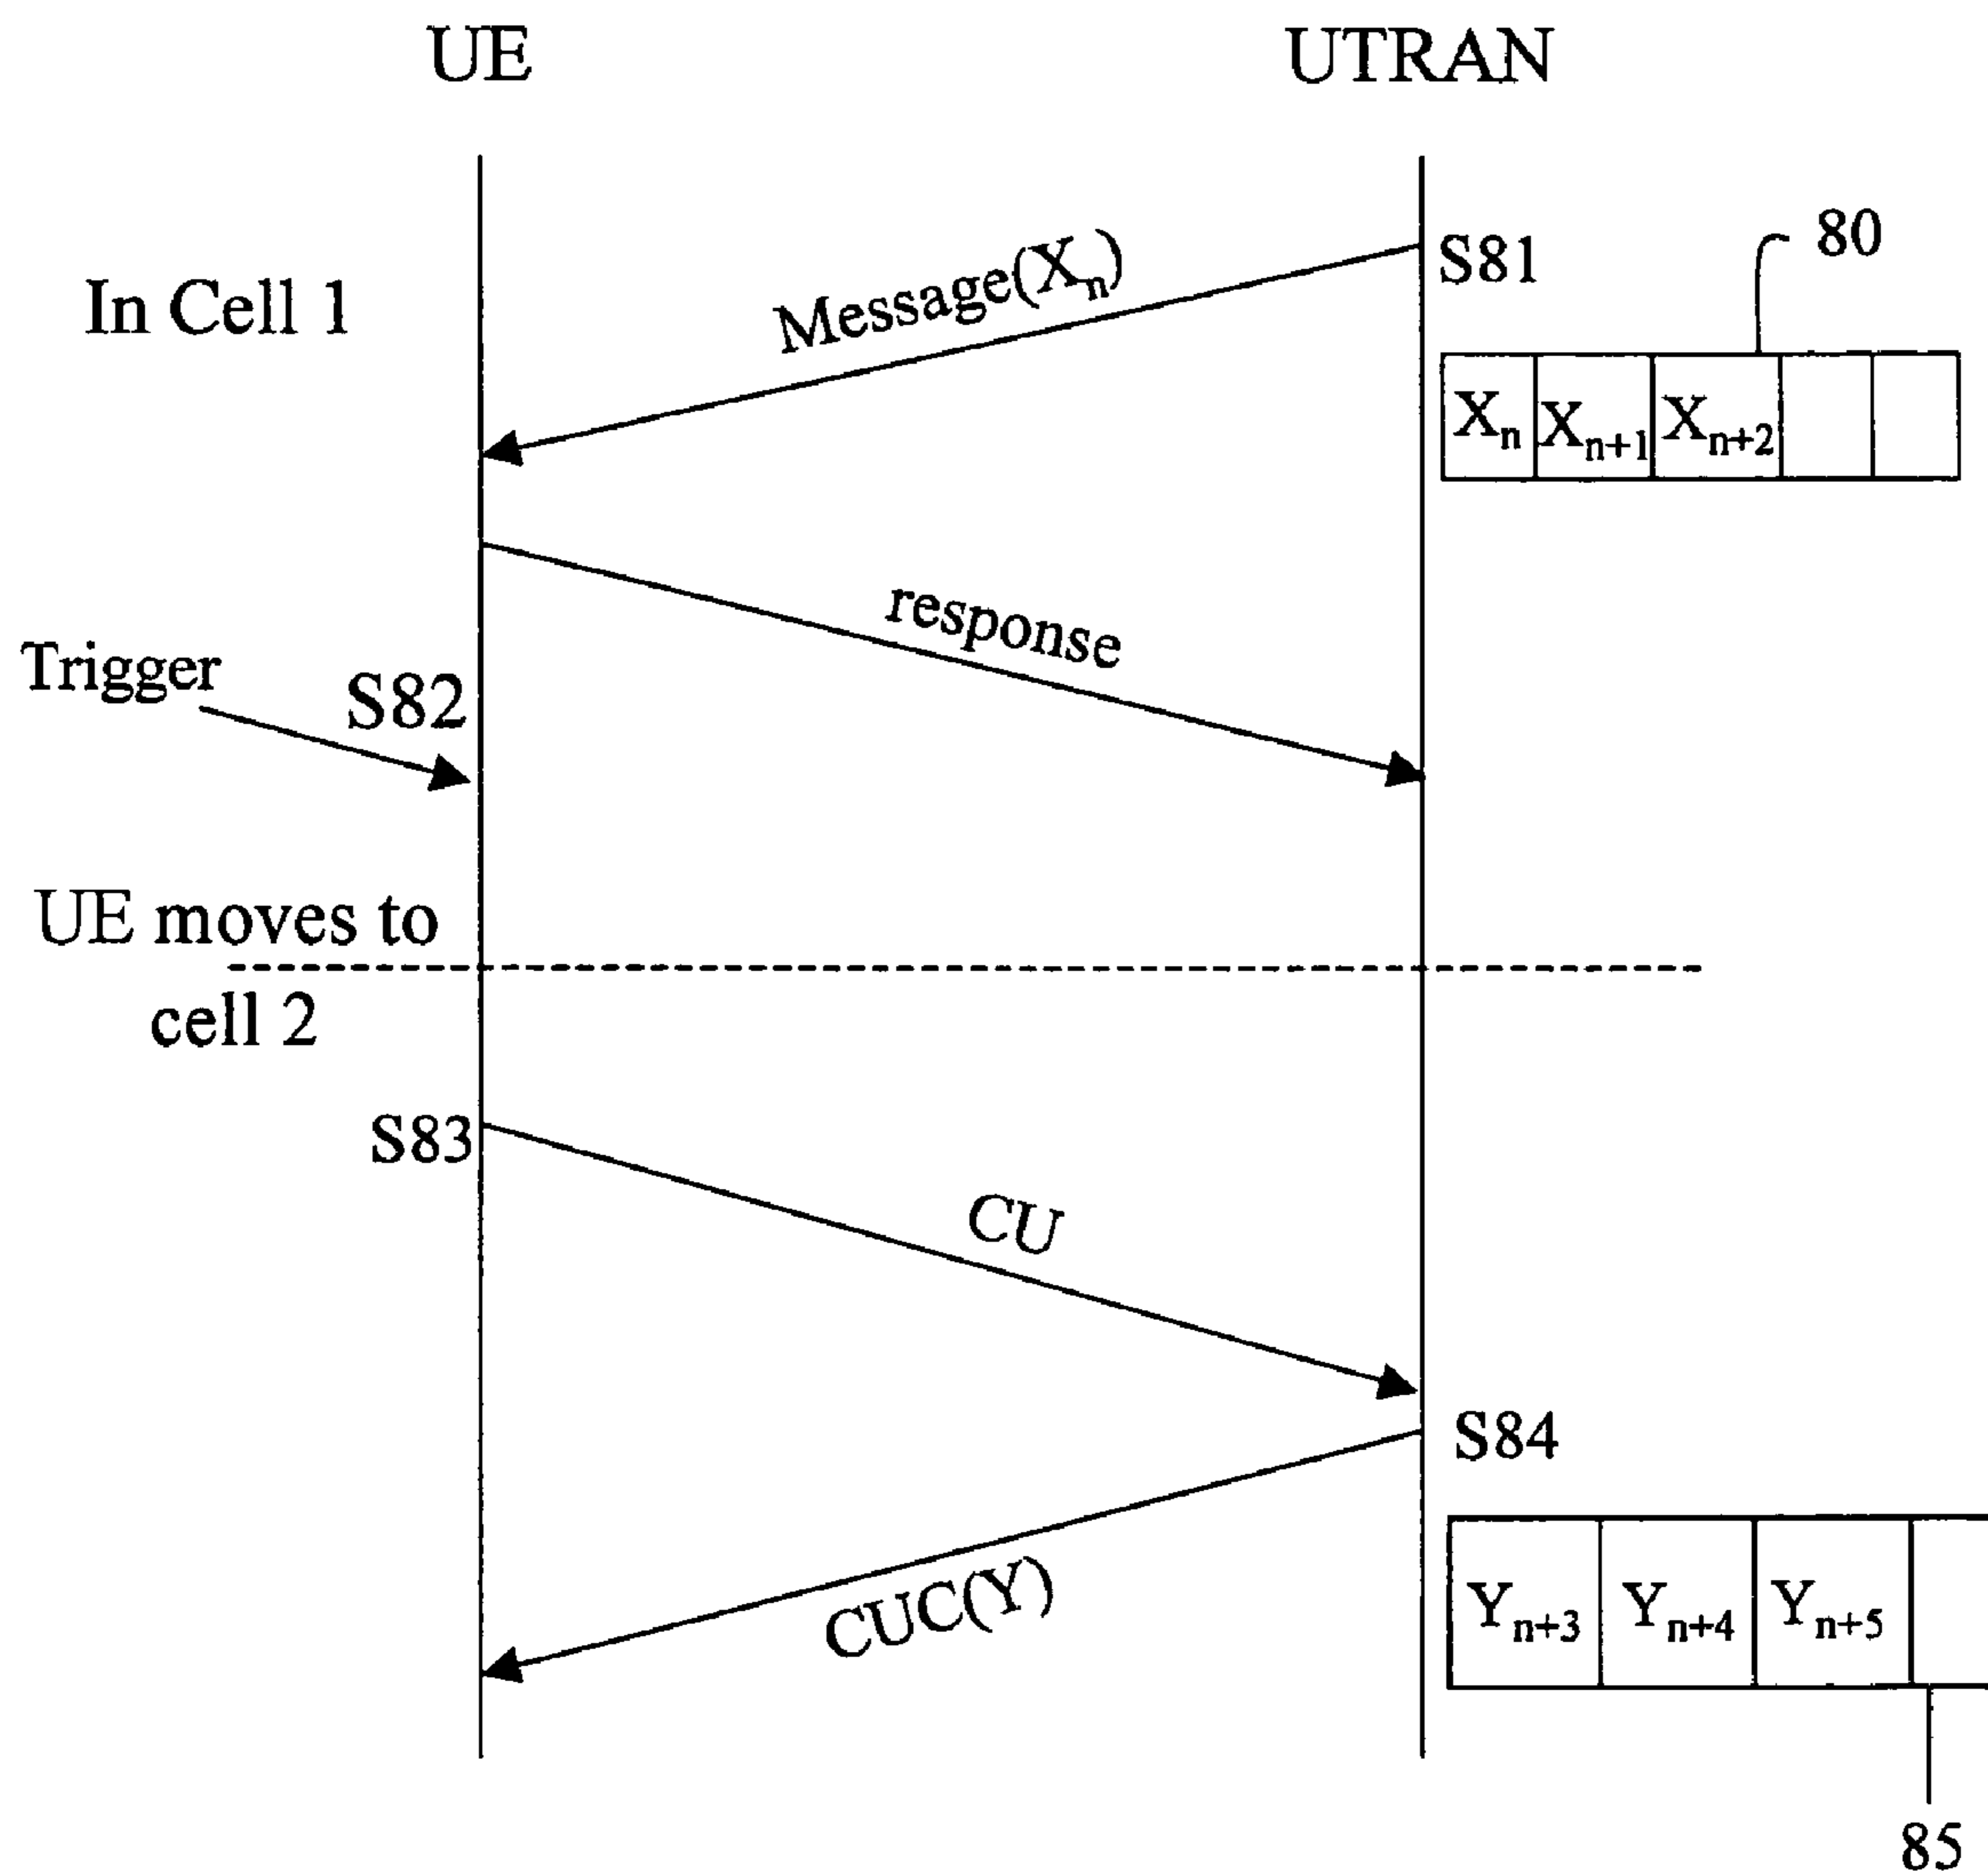 UE
UTRAN
In Cell 1
Message(Xn)
S81
80
Xn Xn+1 Xn+2
response
Trigger
S82
UE moves to
cell 2
S83
CU
S84
CUC(Y)
Yn+3 Yn+4 Yn+5
85